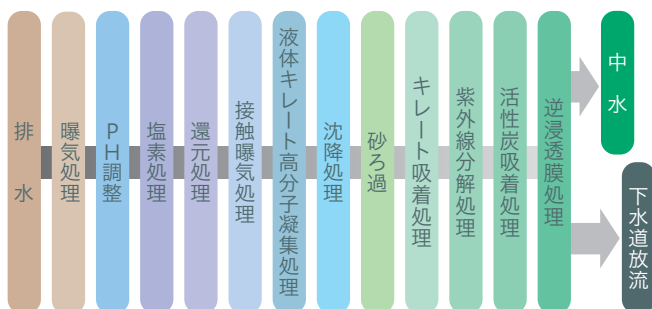 排水
曝気処理
PH調整
塩素処理
還元処理
接触曝気処理
液体キレート高分子凝集処理
沈降処理
砂ろ過
キレート吸着処理
紫外線分解処理
活性炭吸着処理
逆浸透膜処理
中水
下水道放流